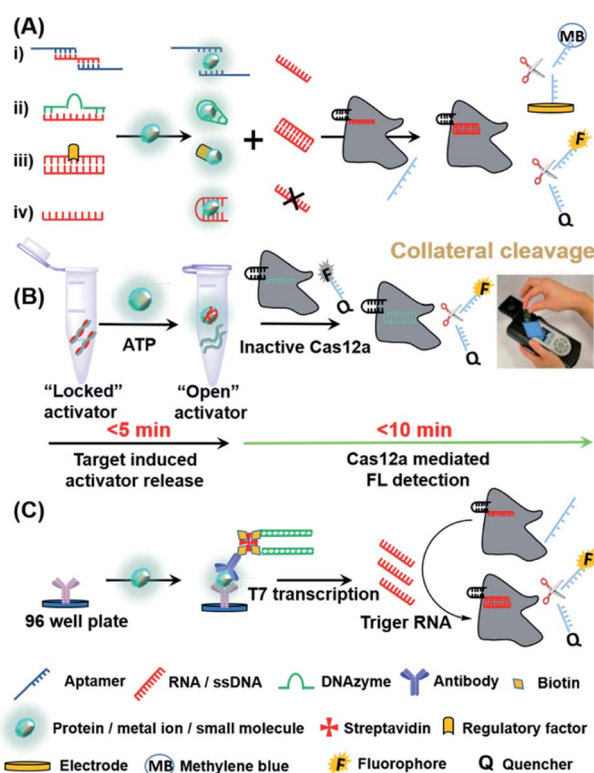 (A)
i)
ii)
iii)
iv)
MB
F
Q
Collateral cleavage
(B)
ATP
F
Q
Inactive Cas12a
F
Q
"Locked"
activator
"Open"
activator
<5 min
<10 min
Target induced
activator release
Cas12a mediated
FL detection
(C)
96 well plate
T7 transcription
Triger RNA
F
Q
Aptamer
RNA / ssDNA
DNAzyme
Antibody
Biotin
Protein / metal ion / small molecule
Streptavidin
Regulatory factor
Electrode
MB
Methylene blue
F
Fluorophore
Q
Quencher